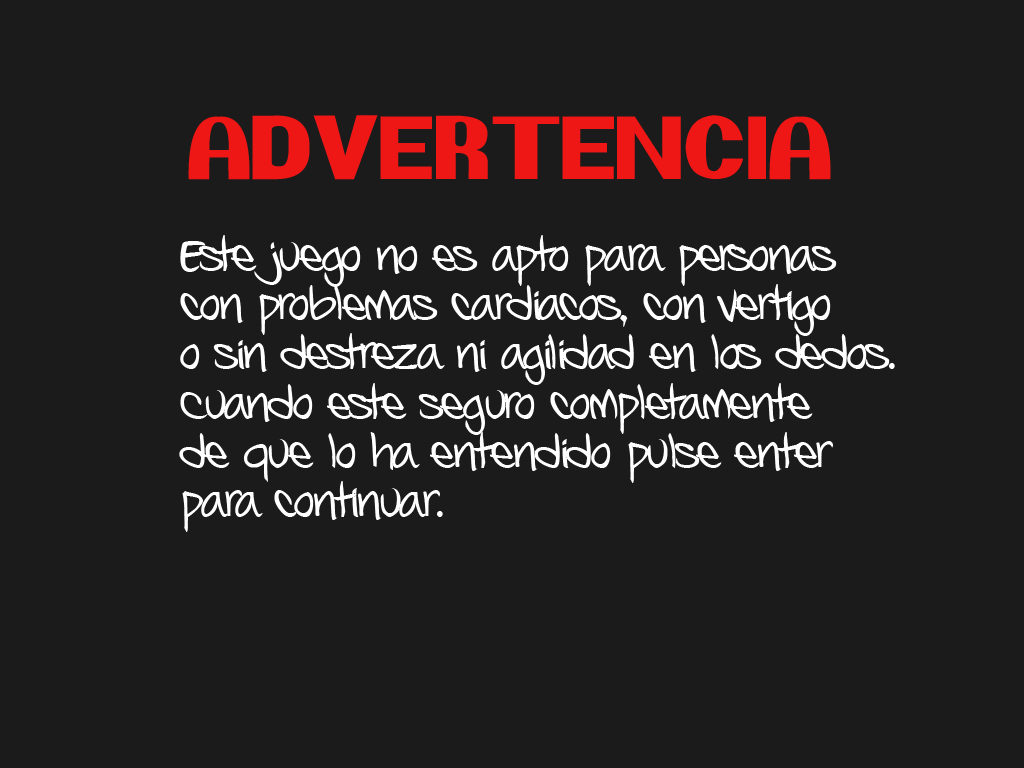 ADVERTENCIA
Este juego no es apto para personas
con problemas cardiacos, con vertigo
o sin destreza ni agilidad en los dedos.
cuando este seguro completamente
de que lo ha entendido pulse enter
para continuar.